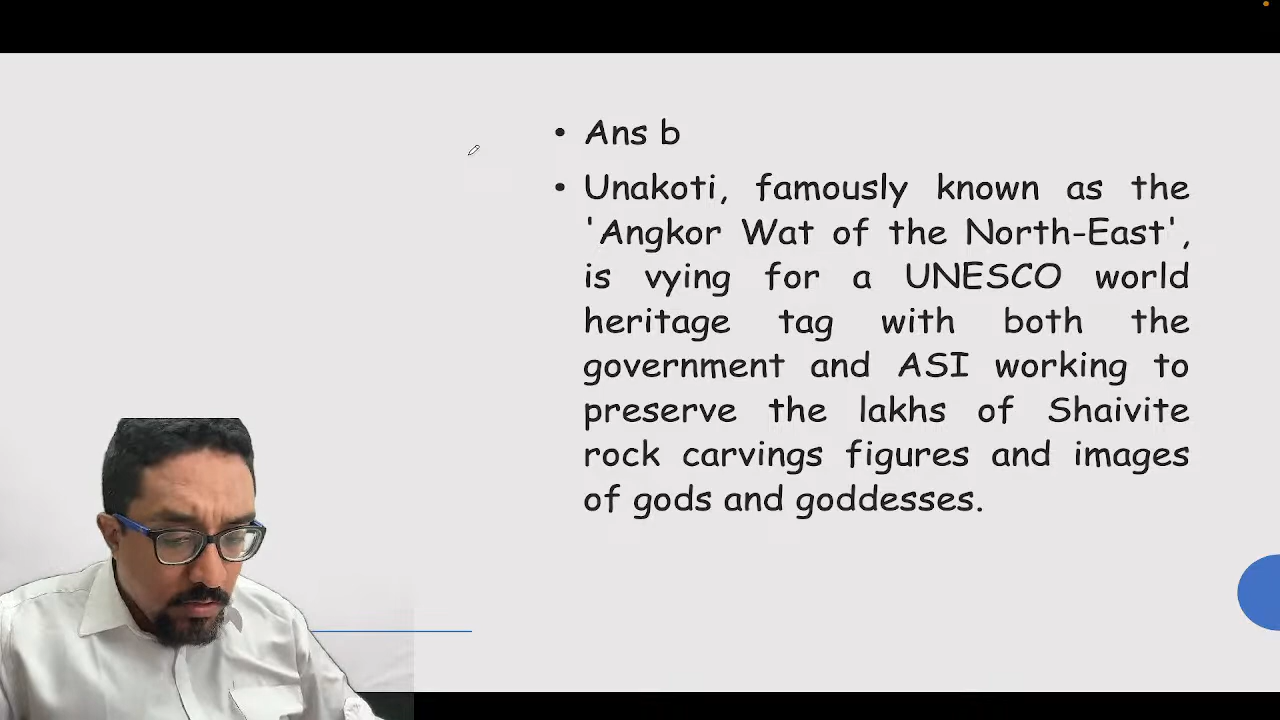 • Ans b
• Unakoti, famously known as the
'Angkor Wat of the North-East',
is vying for a UNESCO world
heritage tag with both the
government and ASI working to
preserve the lakhs of Shaivite
rock carvings figures and images
of gods and goddesses.